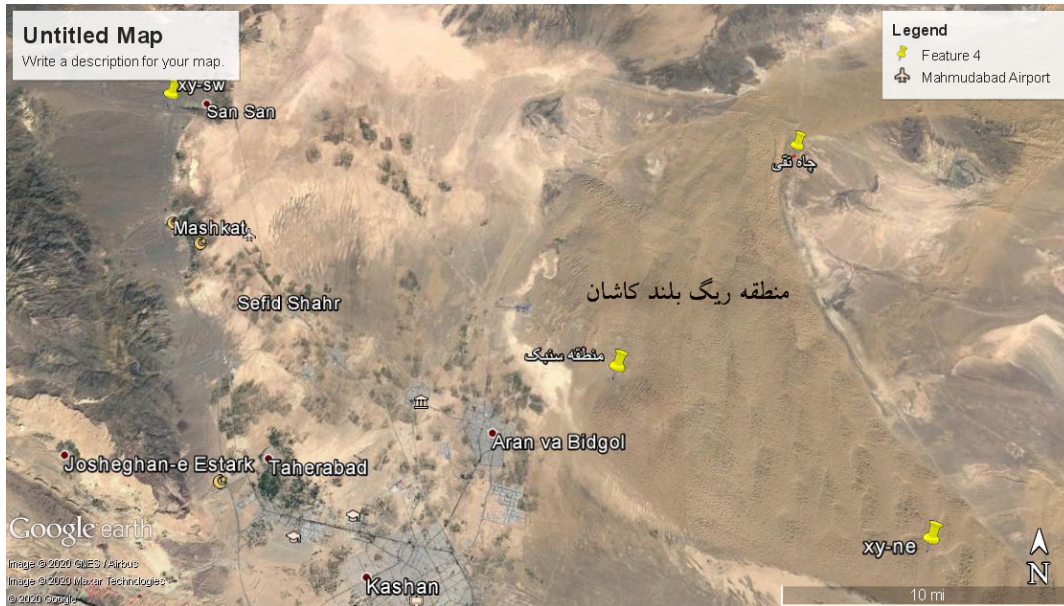 Untitled Map
Write a description for your map.
Legend
Feature 4
Mahmudabad Airport
xy-sw
San San
چاه نقی
Mashkat
Sefid Shahr
منطقه ریگ بلند کاشان
منطقه سنبک
Aran va Bidgol
Josheghan-e Estark
Taherabad
Google earth
xy-ne
N
Image © 2020 CNES / Airbus
Image © 2020 Maxar Technologies
© 2020 Google
Kashan
10 mi